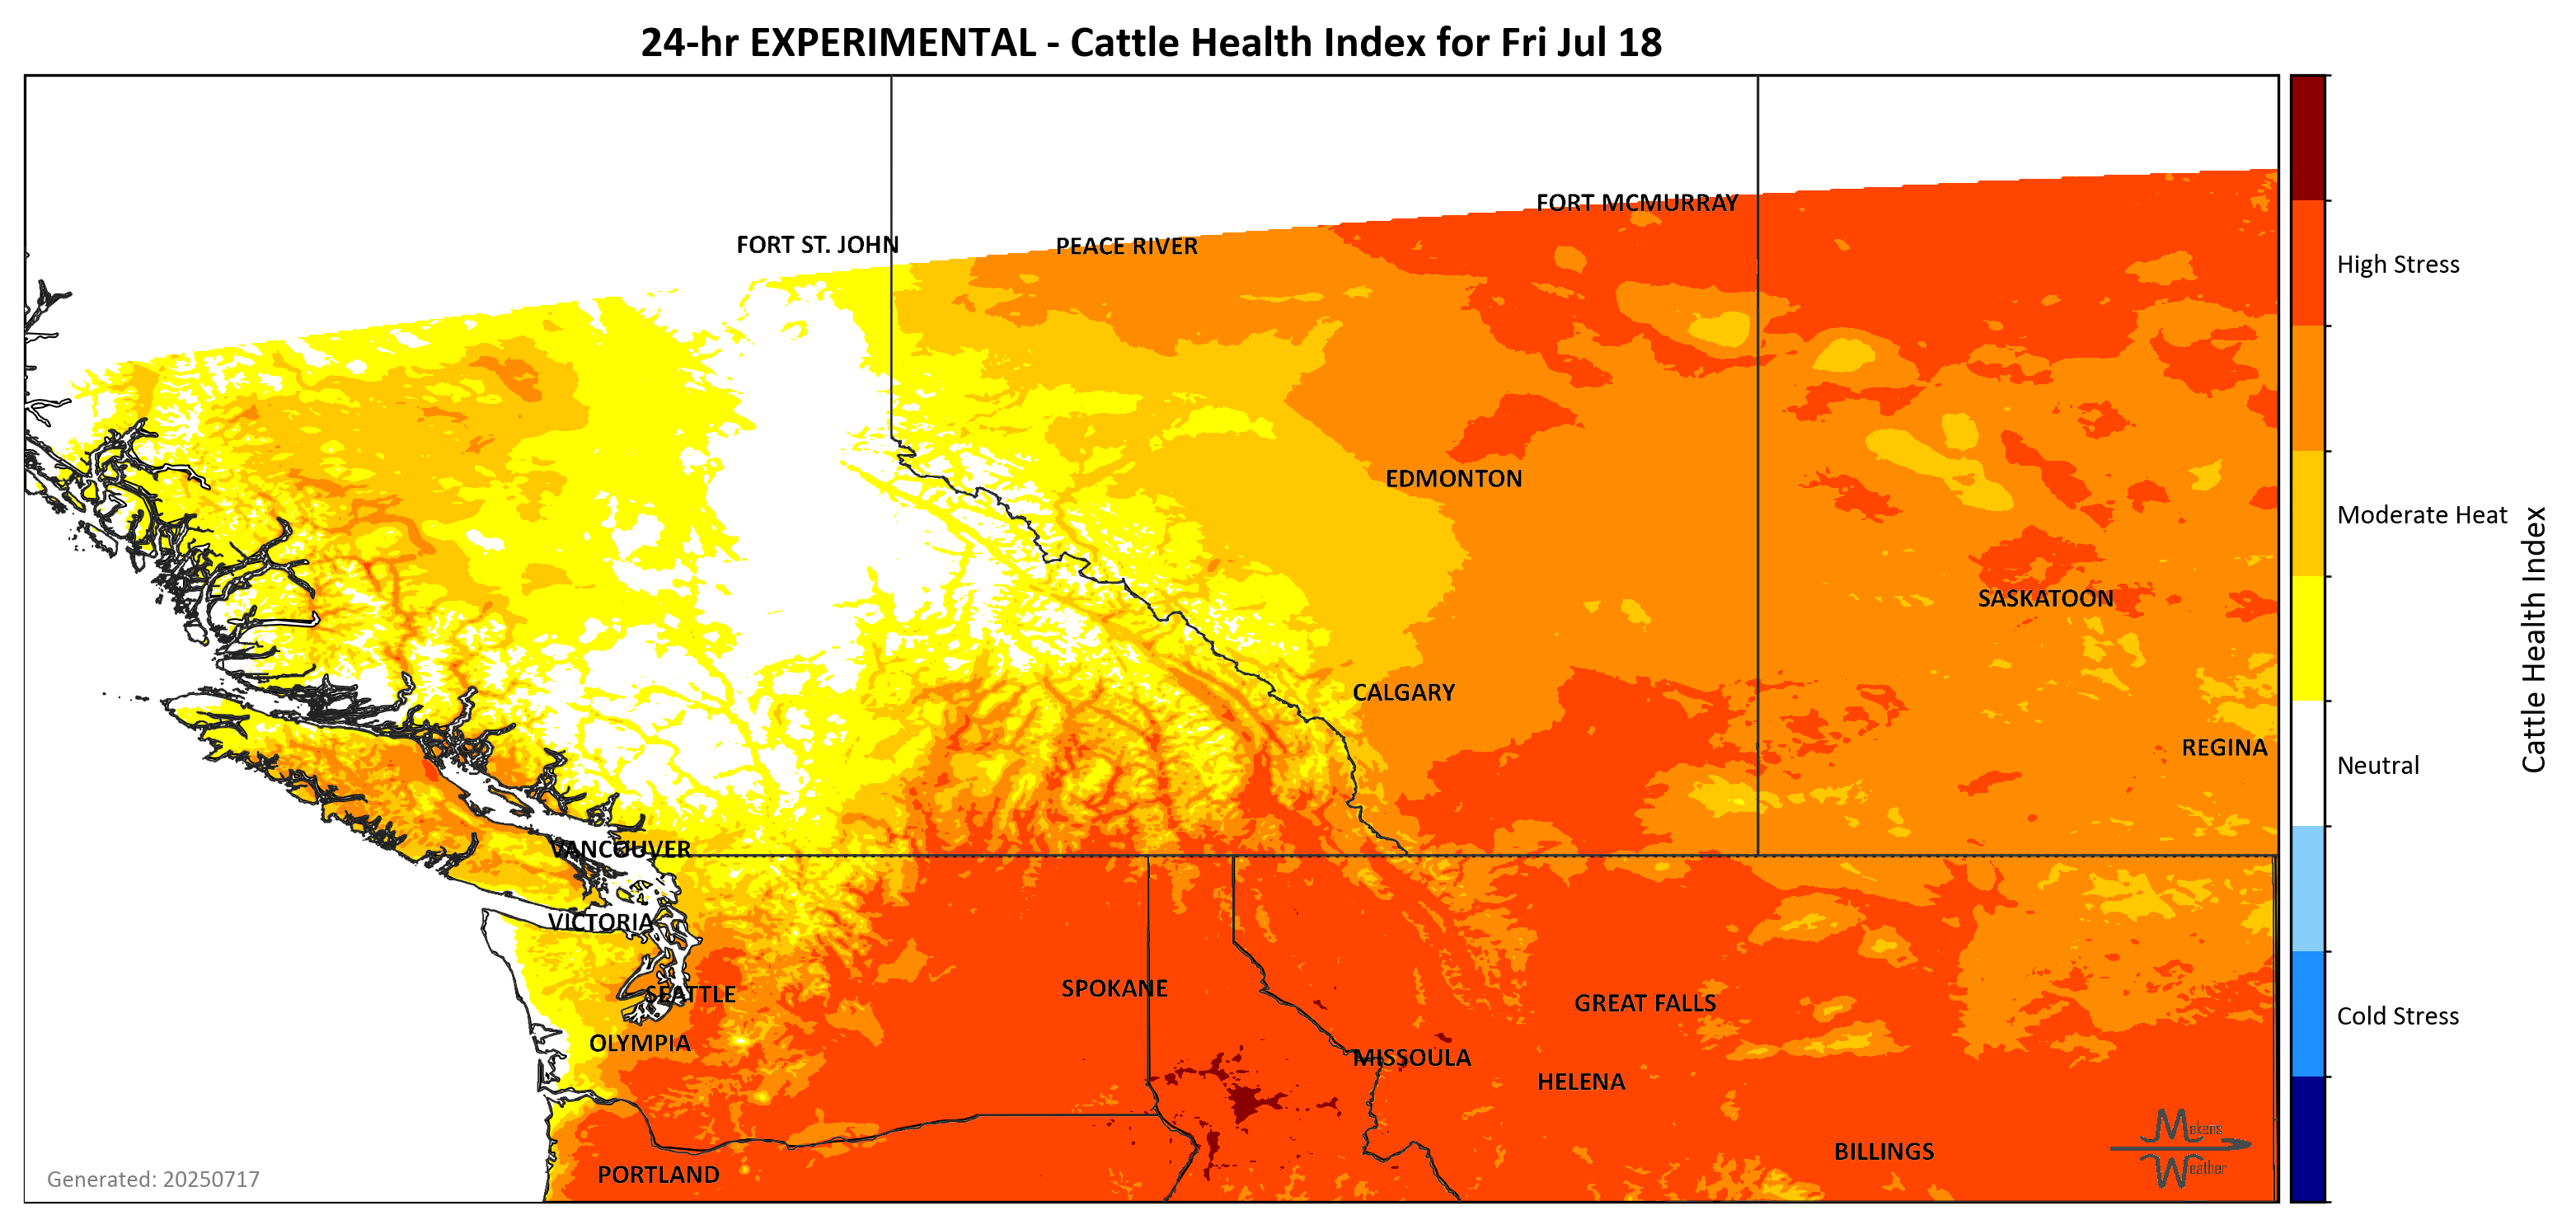 24-hr EXPERIMENTAL - Cattle Health Index for Fri Jul 18
FORT MCMURRAY
FORT ST. JOHN
PEACE RIVER
High Stress
EDMONTON
Moderate Heat
SASKATOON
CALGARY
REGINA
Neutral
Cattle Health Index
VANCOUVER
VICTORIA
SEATTLE
SPOKANE
GREAT FALLS
Cold Stress
OLYMPIA
MISSOULA
HELENA
BILLINGS
Makens
Weather
PORTLAND
Generated: 20250717